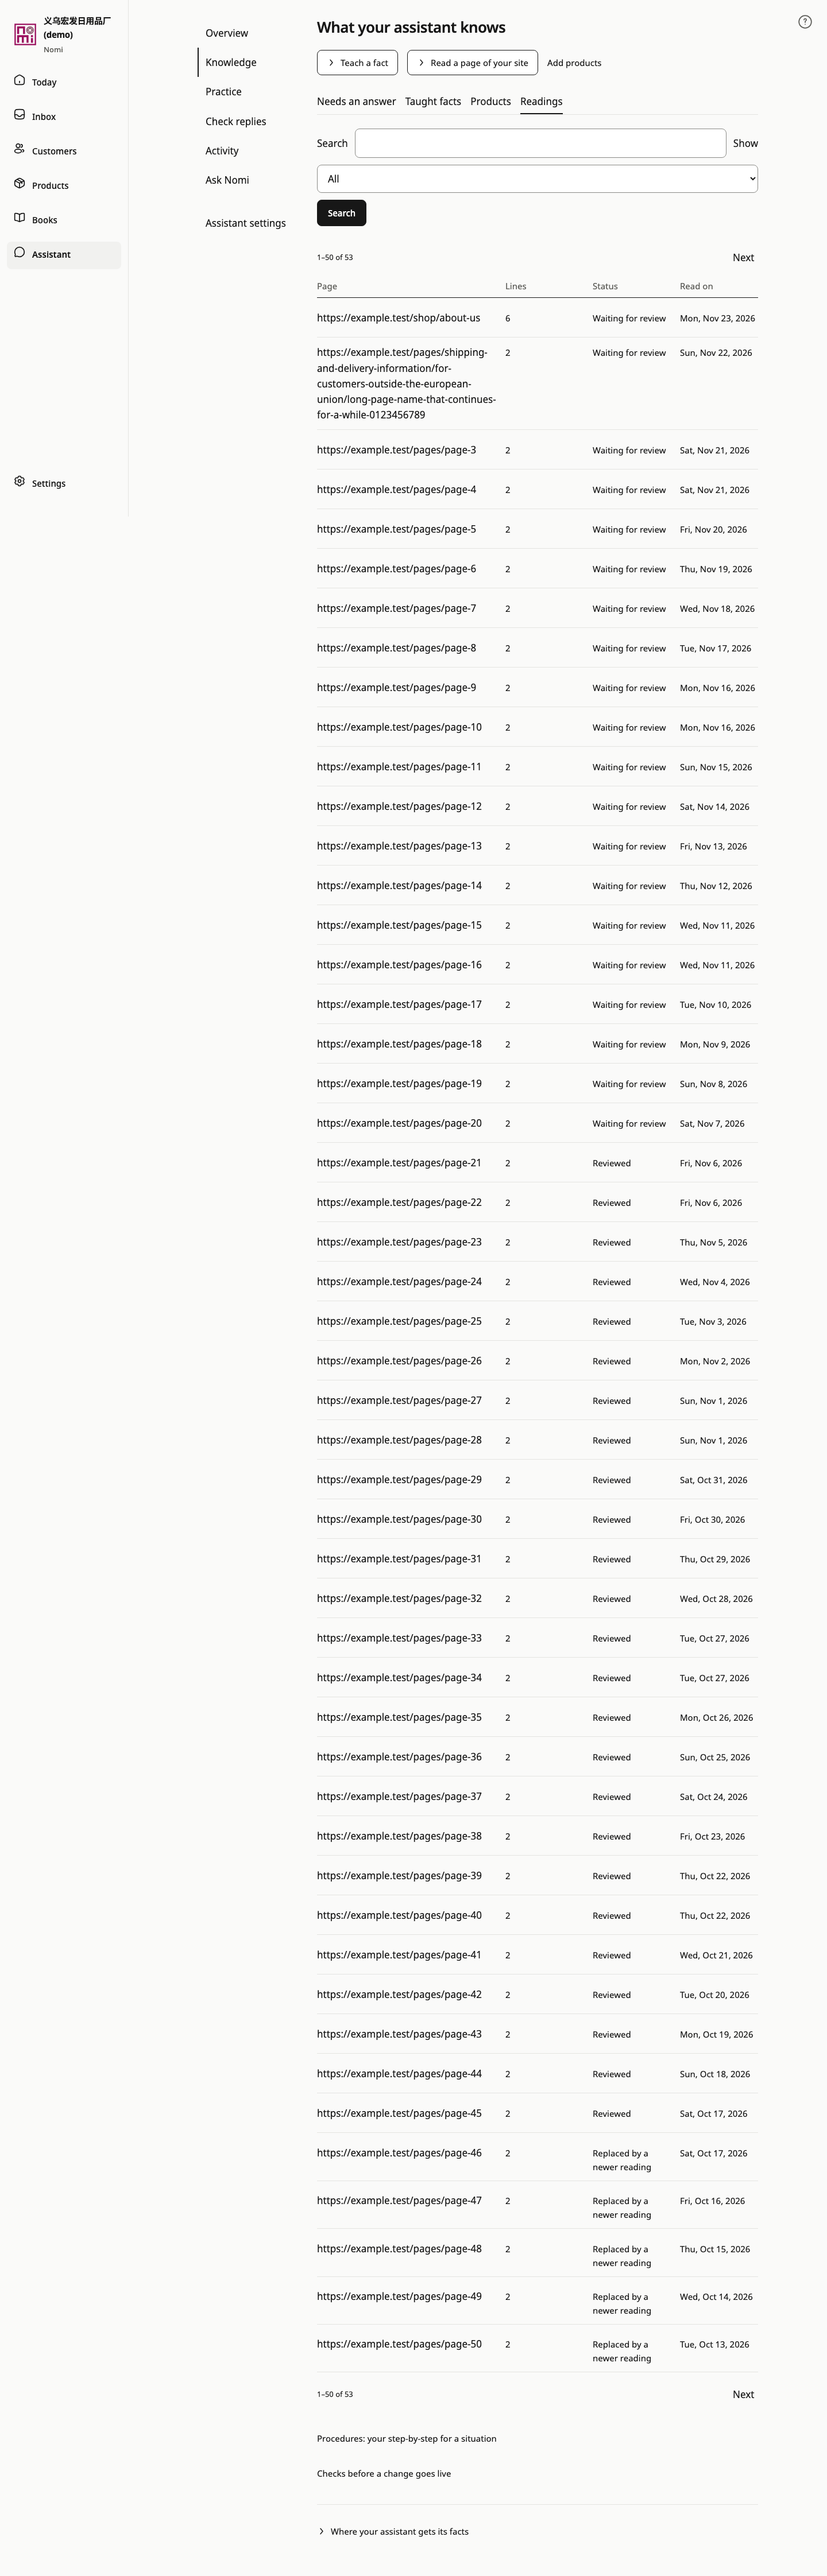 义乌宏发日用品厂
(demo)
Nomi
Today
Inbox
Customers
Products
Books
Assistant
Settings
Overview
Knowledge
Practice
Check replies
Activity
Ask Nomi
Assistant settings
What your assistant knows
Teach a fact Read a page of your site Add products
Needs an answer Taught facts Products Readings
Search Show
All
Search
1–50 of 53 Next
Page Lines Status Read on
https://example.test/shop/about-us 6 Waiting for review Mon, Nov 23, 2026
https://example.test/pages/shipping- 2 Waiting for review Sun, Nov 22, 2026
and-delivery-information/for-
customers-outside-the-european-
union/long-page-name-that-continues-
for-a-while-0123456789
https://example.test/pages/page-3 2 Waiting for review Sat, Nov 21, 2026
https://example.test/pages/page-4 2 Waiting for review Sat, Nov 21, 2026
https://example.test/pages/page-5 2 Waiting for review Fri, Nov 20, 2026
https://example.test/pages/page-6 2 Waiting for review Thu, Nov 19, 2026
https://example.test/pages/page-7 2 Waiting for review Wed, Nov 18, 2026
https://example.test/pages/page-8 2 Waiting for review Tue, Nov 17, 2026
https://example.test/pages/page-9 2 Waiting for review Mon, Nov 16, 2026
https://example.test/pages/page-10 2 Waiting for review Mon, Nov 16, 2026
https://example.test/pages/page-11 2 Waiting for review Sun, Nov 15, 2026
https://example.test/pages/page-12 2 Waiting for review Sat, Nov 14, 2026
https://example.test/pages/page-13 2 Waiting for review Fri, Nov 13, 2026
https://example.test/pages/page-14 2 Waiting for review Thu, Nov 12, 2026
https://example.test/pages/page-15 2 Waiting for review Wed, Nov 11, 2026
https://example.test/pages/page-16 2 Waiting for review Wed, Nov 11, 2026
https://example.test/pages/page-17 2 Waiting for review Tue, Nov 10, 2026
https://example.test/pages/page-18 2 Waiting for review Mon, Nov 9, 2026
https://example.test/pages/page-19 2 Waiting for review Sun, Nov 8, 2026
https://example.test/pages/page-20 2 Waiting for review Sat, Nov 7, 2026
https://example.test/pages/page-21 2 Reviewed Fri, Nov 6, 2026
https://example.test/pages/page-22 2 Reviewed Fri, Nov 6, 2026
https://example.test/pages/page-23 2 Reviewed Thu, Nov 5, 2026
https://example.test/pages/page-24 2 Reviewed Wed, Nov 4, 2026
https://example.test/pages/page-25 2 Reviewed Tue, Nov 3, 2026
https://example.test/pages/page-26 2 Reviewed Mon, Nov 2, 2026
https://example.test/pages/page-27 2 Reviewed Sun, Nov 1, 2026
https://example.test/pages/page-28 2 Reviewed Sun, Nov 1, 2026
https://example.test/pages/page-29 2 Reviewed Sat, Oct 31, 2026
https://example.test/pages/page-30 2 Reviewed Fri, Oct 30, 2026
https://example.test/pages/page-31 2 Reviewed Thu, Oct 29, 2026
https://example.test/pages/page-32 2 Reviewed Wed, Oct 28, 2026
https://example.test/pages/page-33 2 Reviewed Tue, Oct 27, 2026
https://example.test/pages/page-34 2 Reviewed Tue, Oct 27, 2026
https://example.test/pages/page-35 2 Reviewed Mon, Oct 26, 2026
https://example.test/pages/page-36 2 Reviewed Sun, Oct 25, 2026
https://example.test/pages/page-37 2 Reviewed Sat, Oct 24, 2026
https://example.test/pages/page-38 2 Reviewed Fri, Oct 23, 2026
https://example.test/pages/page-39 2 Reviewed Thu, Oct 22, 2026
https://example.test/pages/page-40 2 Reviewed Thu, Oct 22, 2026
https://example.test/pages/page-41 2 Reviewed Wed, Oct 21, 2026
https://example.test/pages/page-42 2 Reviewed Tue, Oct 20, 2026
https://example.test/pages/page-43 2 Reviewed Mon, Oct 19, 2026
https://example.test/pages/page-44 2 Reviewed Sun, Oct 18, 2026
https://example.test/pages/page-45 2 Reviewed Sat, Oct 17, 2026
https://example.test/pages/page-46 2 Replaced by a Sat, Oct 17, 2026
newer reading
https://example.test/pages/page-47 2 Replaced by a Fri, Oct 16, 2026
newer reading
https://example.test/pages/page-48 2 Replaced by a Thu, Oct 15, 2026
newer reading
https://example.test/pages/page-49 2 Replaced by a Wed, Oct 14, 2026
newer reading
https://example.test/pages/page-50 2 Replaced by a Tue, Oct 13, 2026
newer reading
1–50 of 53 Next
Procedures: your step-by-step for a situation
Checks before a change goes live
Where your assistant gets its facts